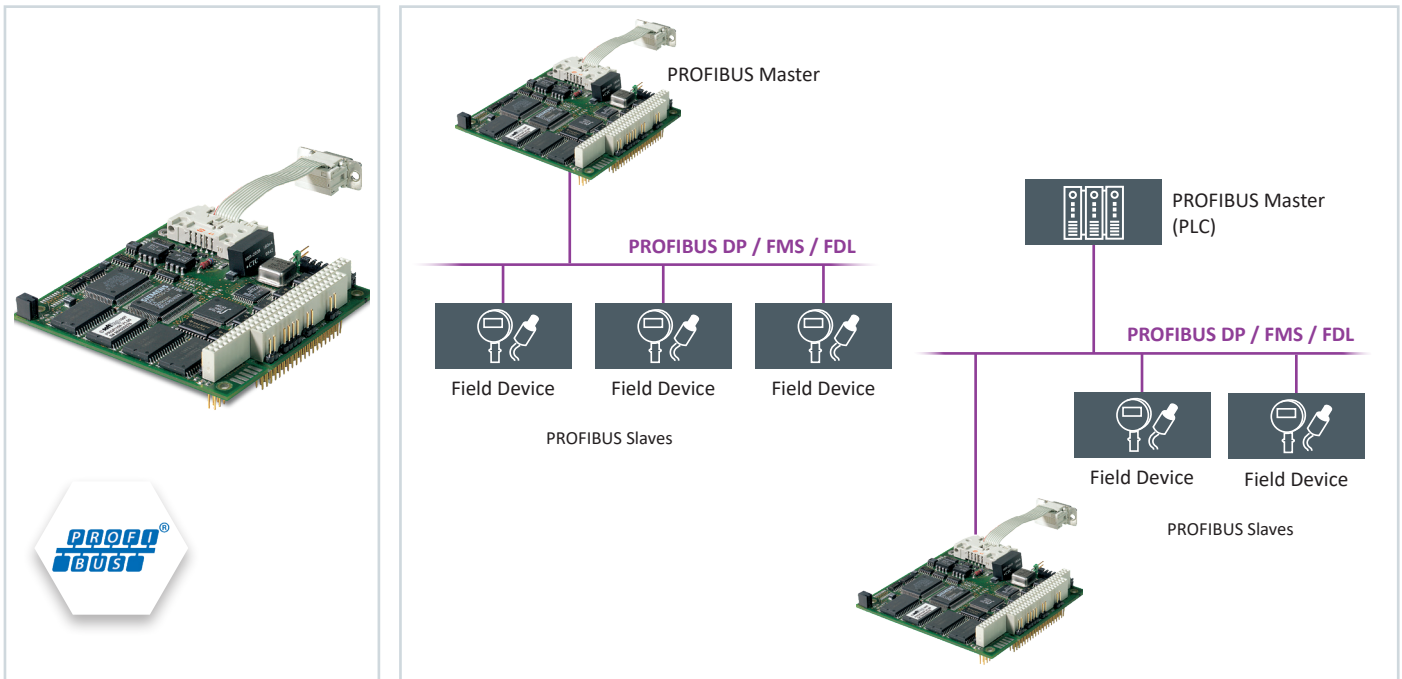 PROFI®
BUS
PROFIBUS Master
PROFIBUS DP / FMS / FDL
Field Device
Field Device
Field Device
PROFIBUS Slaves
PROFIBUS Master
(PLC)
PROFIBUS DP / FMS / FDL
Field Device
Field Device
PROFIBUS Slaves